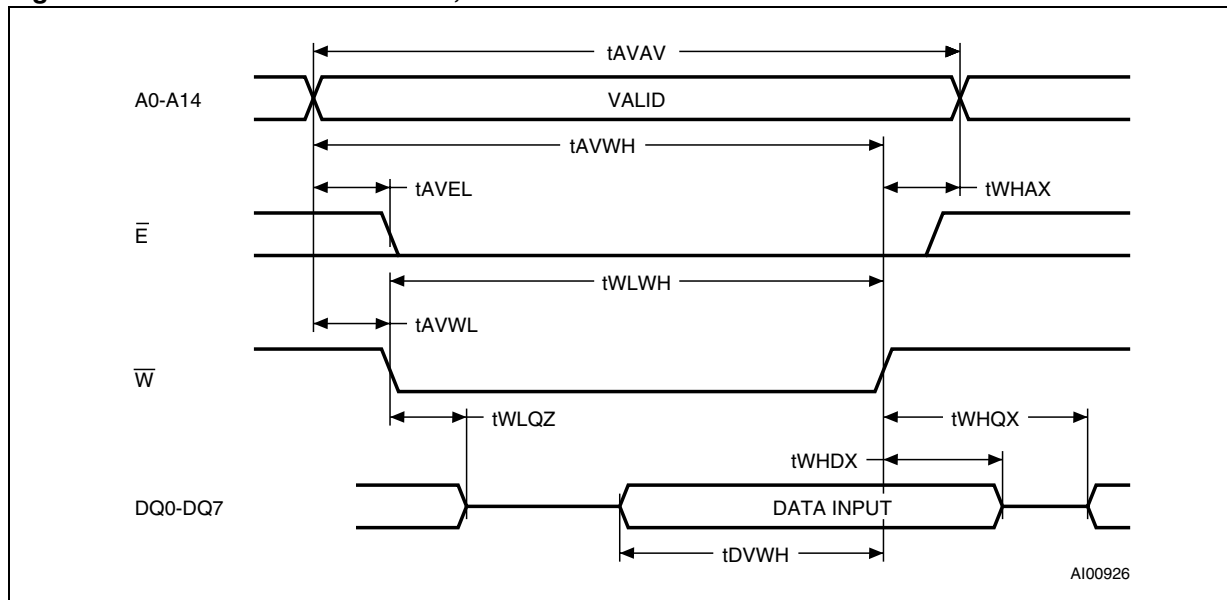 tAVAV
A0-A14
VALID
tAVWH
tAVEL
tWHAX
E̅
tWLWH
tAVWL
W̅
tWLQZ
tWHQX
tWHDX
DQ0-DQ7
DATA INPUT
tDVWH
AI00926